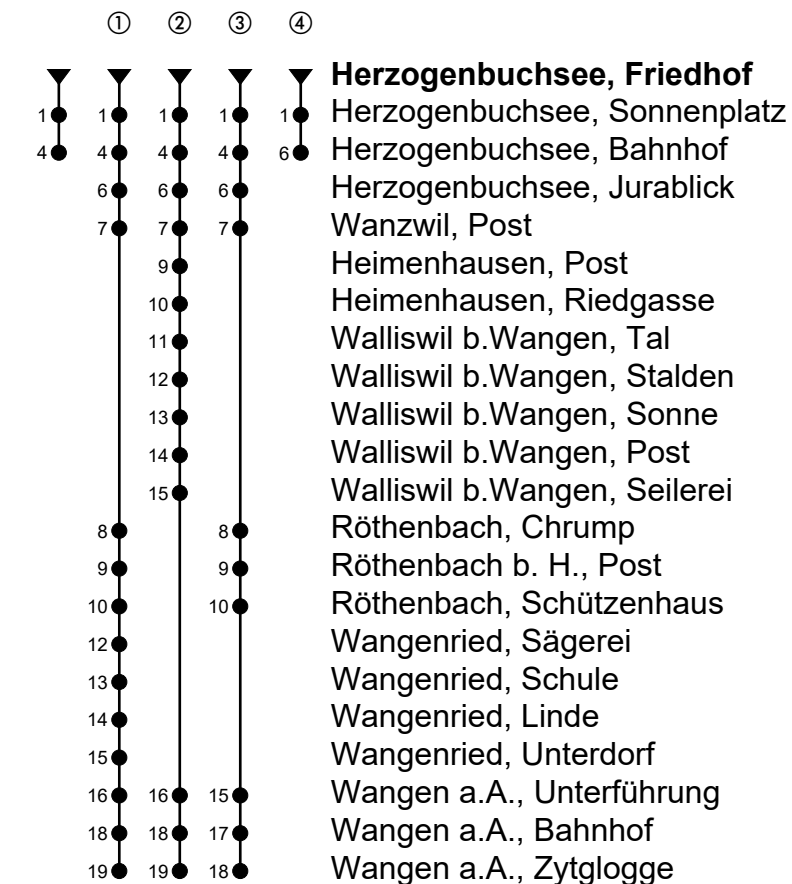 ① ② ③ ④
Herzogenbuchsee, Friedhof
1 1 1 1 1 Herzogenbuchsee, Sonnenplatz
4 4 4 4 6 Herzogenbuchsee, Bahnhof
6 6 6 Herzogenbuchsee, Jurablick
7 7 7 Wanzwil, Post
9 Heimenhausen, Post
10 Heimenhausen, Riedgasse
11 Walliswil b.Wangen, Tal
12 Walliswil b.Wangen, Stalden
13 Walliswil b.Wangen, Sonne
14 Walliswil b.Wangen, Post
15 Walliswil b.Wangen, Seilerei
8 8 Röthenbach, Chrump
9 9 Röthenbach b. H., Post
10 10 Röthenbach, Schützenhaus
12 Wangenried, Sägerei
13 Wangenried, Schule
14 Wangenried, Linde
15 Wangenried, Unterdorf
16 16 15 Wangen a.A., Unterführung
18 18 17 Wangen a.A., Bahnhof
19 19 18 Wangen a.A., Zytglogge